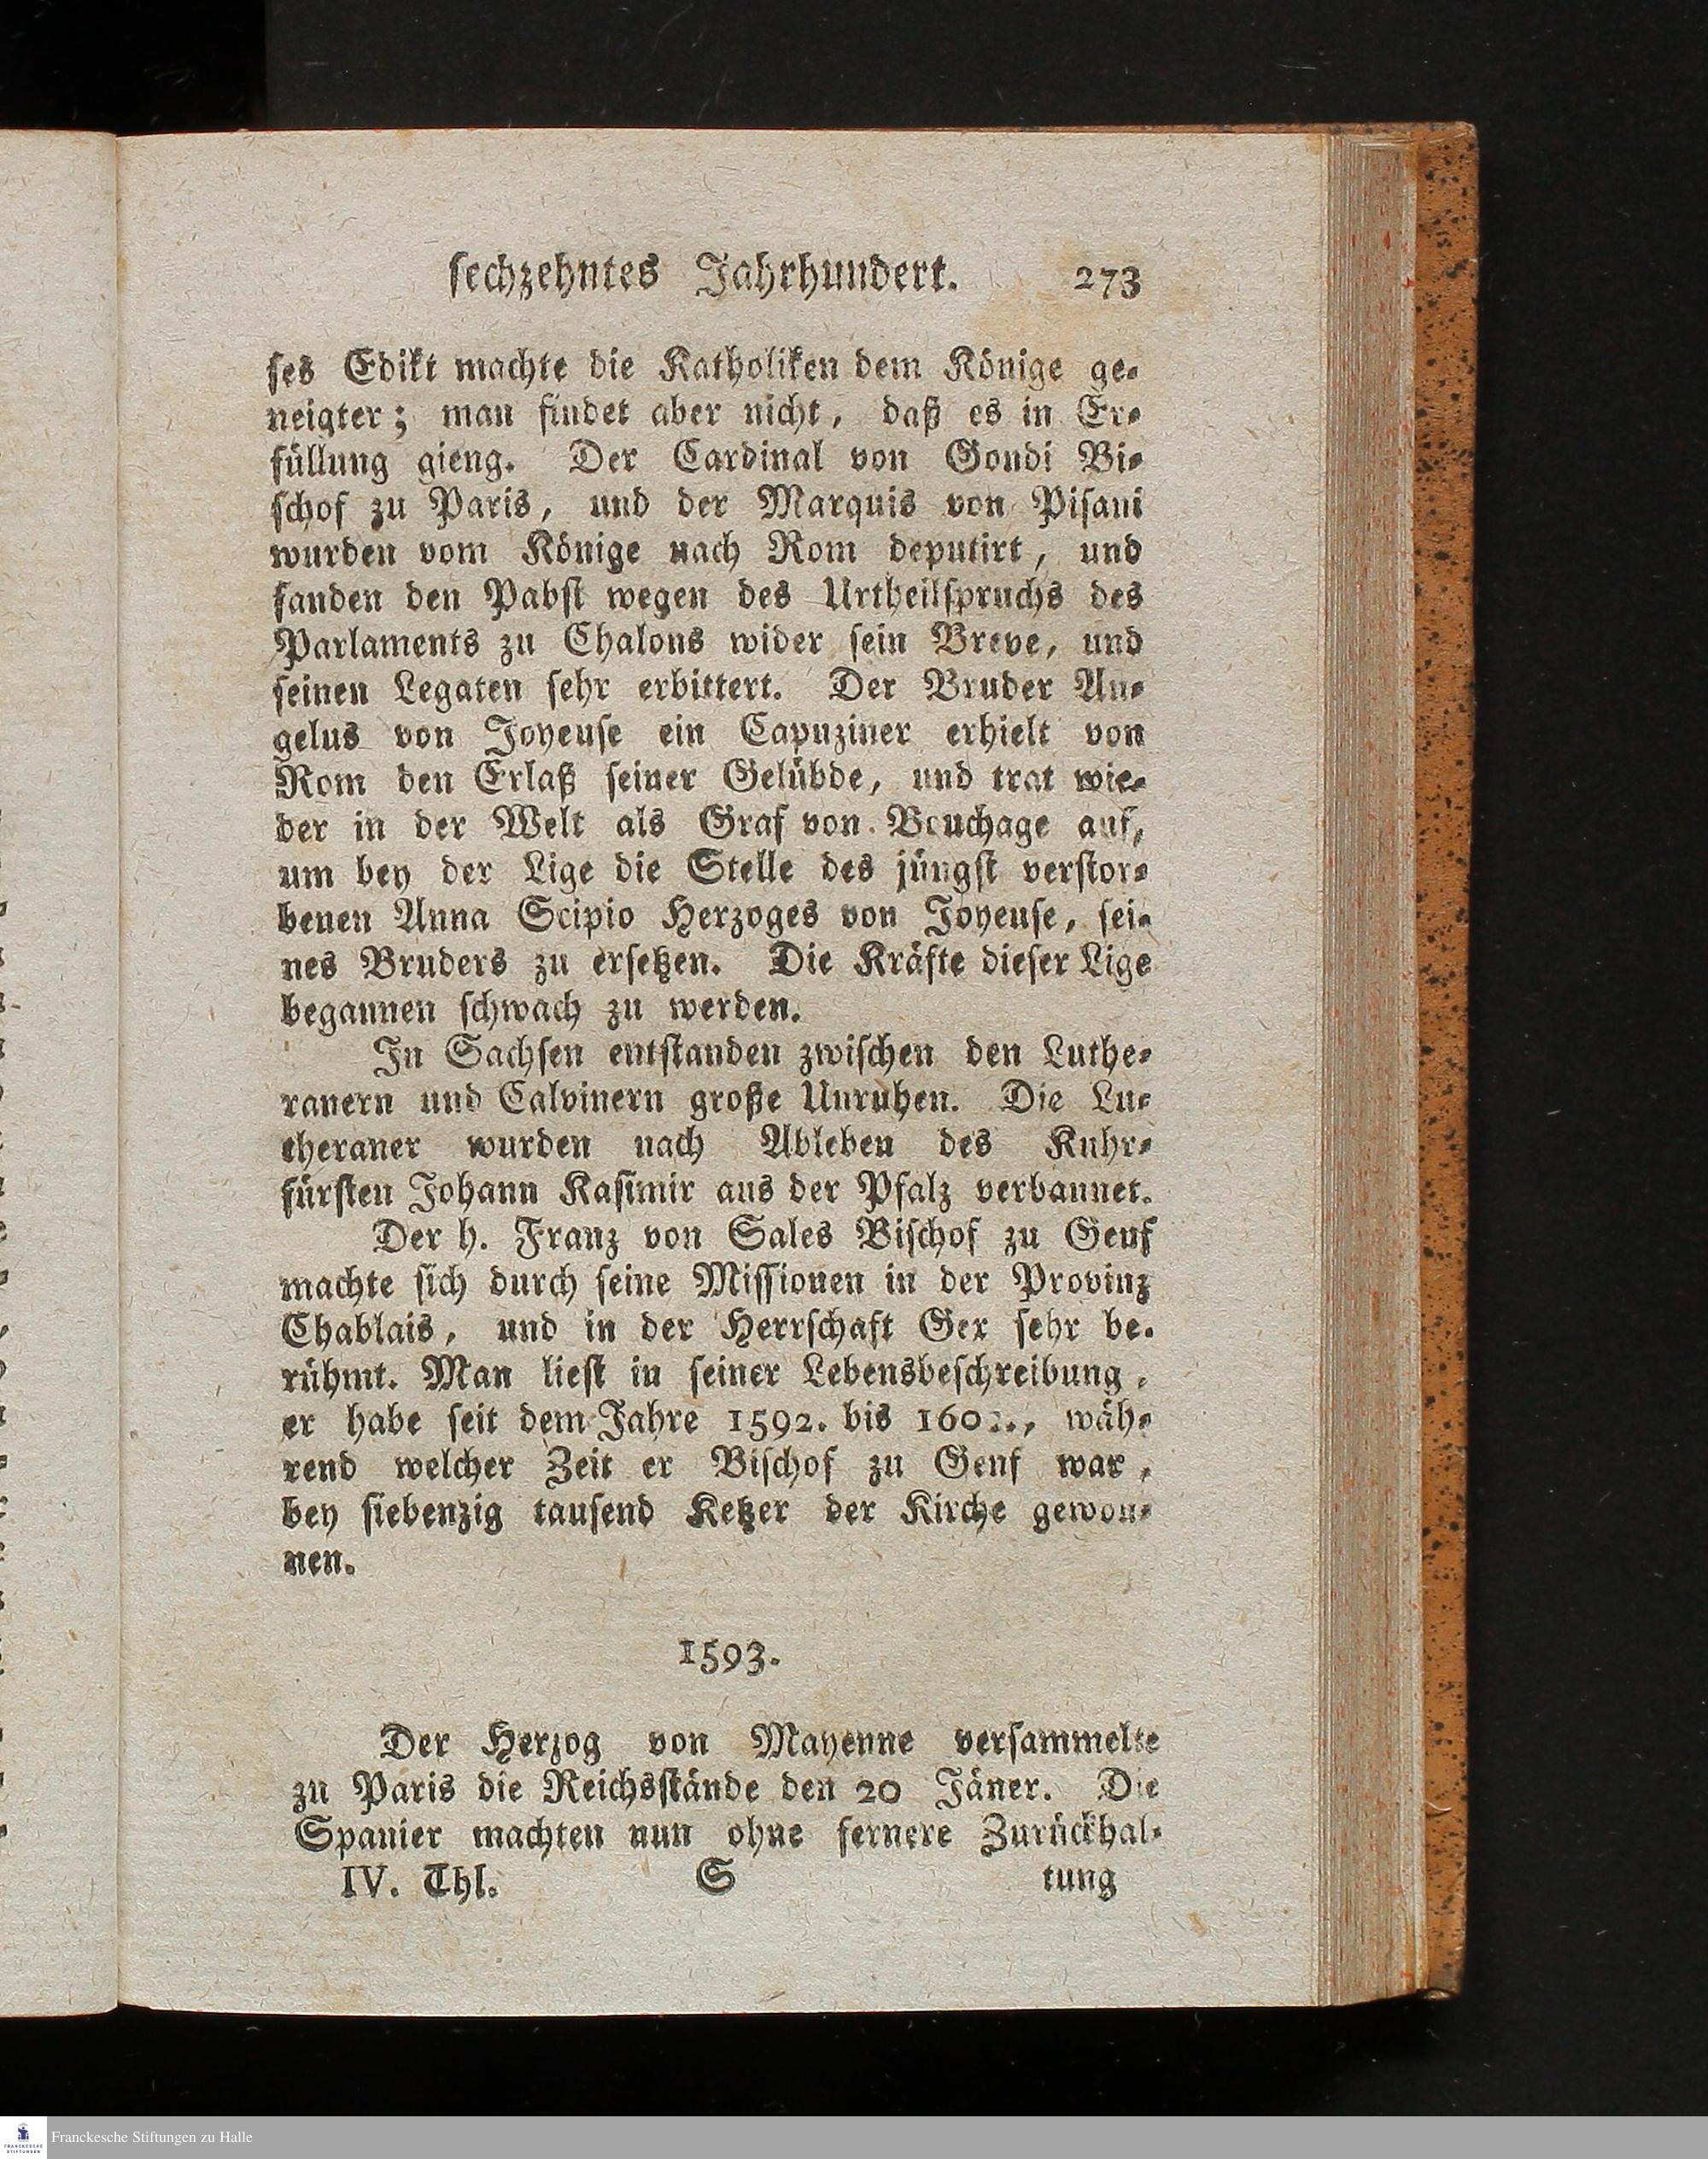 sechzehntes Jahrhundert. 273
ses Edikt machte die Katholiken dem Könige ge-
neigter; man findet aber nicht, daß es in Er-
füllung gieng. Der Cardinal von Gondi Bi-
schof zu Paris, und der Marquis von Pisani
wurden vom Könige nach Rom deputirt, und
fanden den Pabst wegen des Urtheilspruchs des
Parlaments zu Chalons wider sein Breve, und
seinen Legaten sehr erbittert. Der Bruder An-
gelus von Joyeuse ein Capuziner erhielt von
Rom den Erlaß seiner Gelübde, und trat wie-
der in der Welt als Graf von Bouchage auf,
um bey der Lige die Stelle des jüngst verstor-
benen Anna Scipio Herzoges von Joyeuse, sei-
nes Bruders zu ersetzen. Die Kräfte dieser Lige
begannen schwach zu werden.
In Sachsen entstanden zwischen den Luthe-
ranern und Calvinern große Unruhen. Die Lu-
theraner wurden nach Ableben des Kuhr-
fürsten Johann Kasimir aus der Pfalz verbannet.
Der h. Franz von Sales Bischof zu Genf
machte sich durch seine Missionen in der Provinz
Chablais, und in der Herrschaft Gex sehr be-
rühmt. Man liest in seiner Lebensbeschreibung,
er habe seit dem Jahre 1592. bis wäh-
rend welcher Zeit er Bischof zu Genf war,
bey siebenzig tausend Ketzer der Kirche gewon-
nen.
1593.
Der Herzog von Mayenne versammelte
zu Paris die Reichsstände den 20 Jäner. Die
Spanier machten nun ohne fernere Zurückhal-
IV. Thl. S tung
Franckesche Stiftungen zu Halle
FRANCKESCHE
STIFTUNGEN